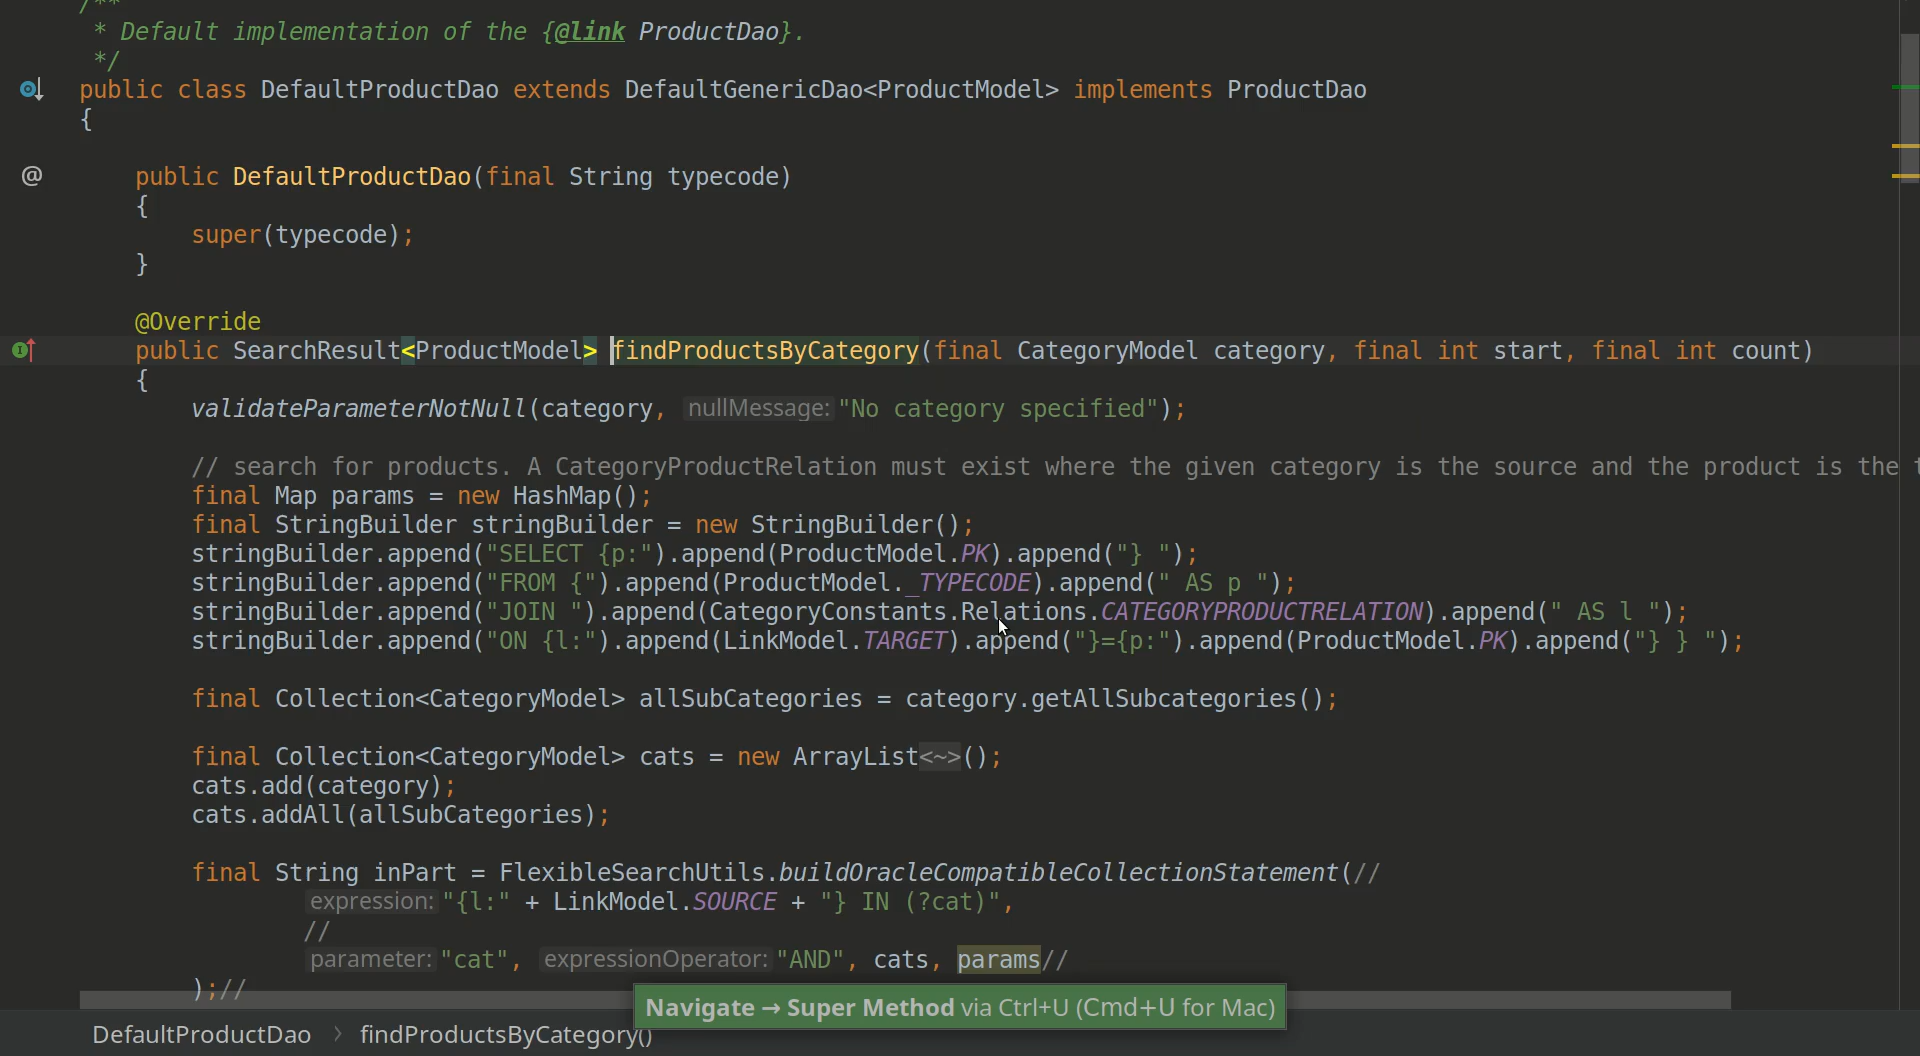 /**
 * Default implementation of the {@link ProductDao}.
 */
public class DefaultProductDao extends DefaultGenericDao<ProductModel> implements ProductDao
{
@    public DefaultProductDao(final String typecode)
    {
        super(typecode);
    }
    @Override
    public SearchResult<ProductModel> findProductsByCategory(final CategoryModel category, final int start, final int count)
    {
        validateParameterNotNull(category, nullMessage: "No category specified");
        // search for products. A CategoryProductRelation must exist where the given category is the source and the product is the
        final Map params = new HashMap();
        final StringBuilder stringBuilder = new StringBuilder();
        stringBuilder.append("SELECT {p:").append(ProductModel.PK).append("} ");
        stringBuilder.append("FROM {").append(ProductModel._TYPECODE).append(" AS p ");
        stringBuilder.append("JOIN ").append(CategoryConstants.Relations.CATEGORYPRODUCTRELATION).append(" AS l ");
        stringBuilder.append("ON {l:").append(LinkModel.TARGET).append("}={p:").append(ProductModel.PK).append("} } ");
        final Collection<CategoryModel> allSubCategories = category.getAllSubcategories();
        final Collection<CategoryModel> cats = new ArrayList<~>();
        cats.add(category);
        cats.addAll(allSubCategories);
        final String inPart = FlexibleSearchUtils.buildOracleCompatibleCollectionStatement(//
                expression: "{l:" + LinkModel.SOURCE + "} IN (?cat)",
                //
                parameter: "cat", expressionOperator: "AND", cats, params//
        );//
Navigate → Super Method via Ctrl+U (Cmd+U for Mac)
DefaultProductDao > findProductsByCategory()